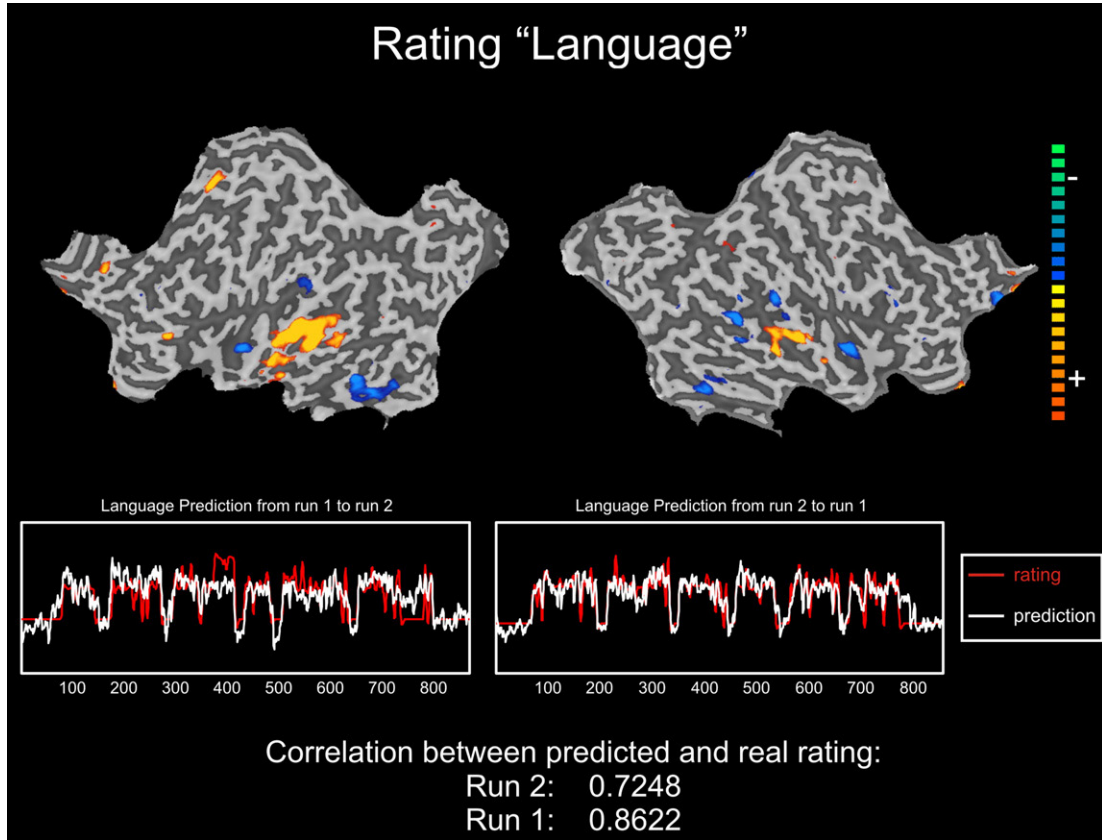 Rating “Language”
-
+
Language Prediction from run 1 to run 2
Language Prediction from run 2 to run 1
100 200 300 400 500 600 700 800
100 200 300 400 500 600 700 800
rating
prediction
Correlation between predicted and real rating:
Run 2: 0.7248
Run 1: 0.8622